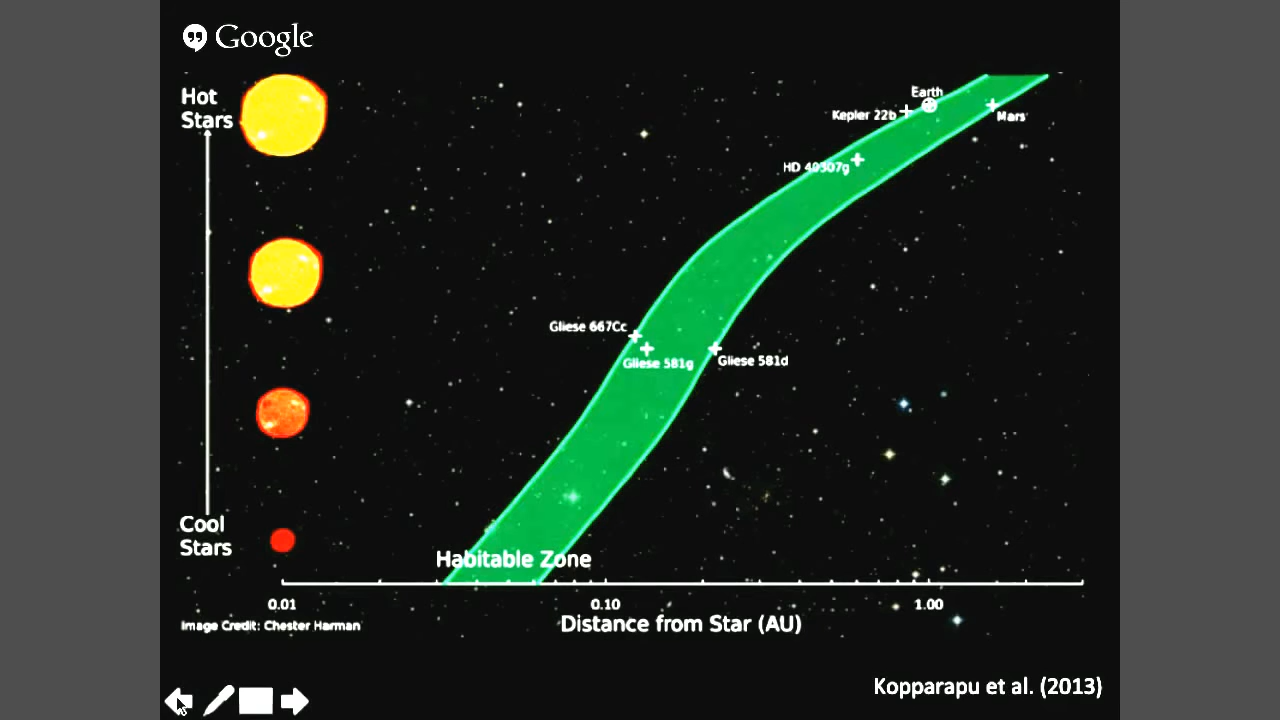 Google
Hot
Stars
Earth
Kepler 22b
Mars
HD 40307g
Gliese 667Cc
Gliese 581g
Gliese 581d
Cool
Stars
Habitable Zone
0.01
0.10
1.00
Image Credit: Chester Harman
Distance from Star (AU)
Kopparapu et al. (2013)